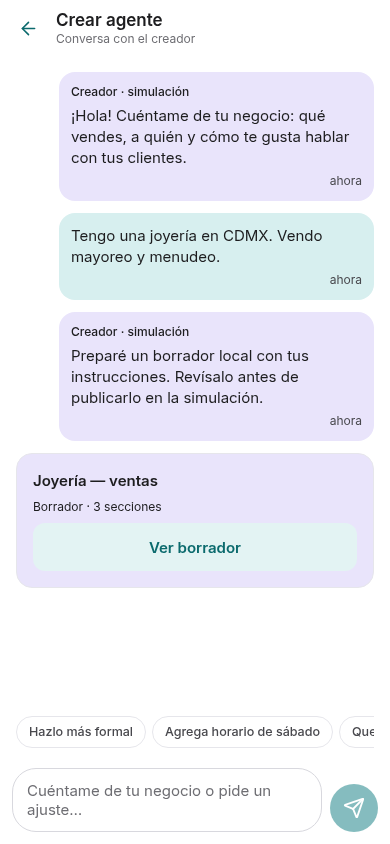 Crear agente
Conversa con el creador
Creador · simulación
¡Hola! Cuéntame de tu negocio: qué
vendes, a quién y cómo te gusta hablar
con tus clientes.
ahora
Tengo una joyería en CDMX. Vendo
mayoreo y menudeo.
ahora
Creador · simulación
Preparé un borrador local con tus
instrucciones. Revísalo antes de
publicarlo en la simulación.
ahora
Joyería — ventas
Borrador · 3 secciones
Ver borrador
Hazlo más formal
Agrega horario de sábado
Cuéntame de tu negocio o pide un
ajuste...